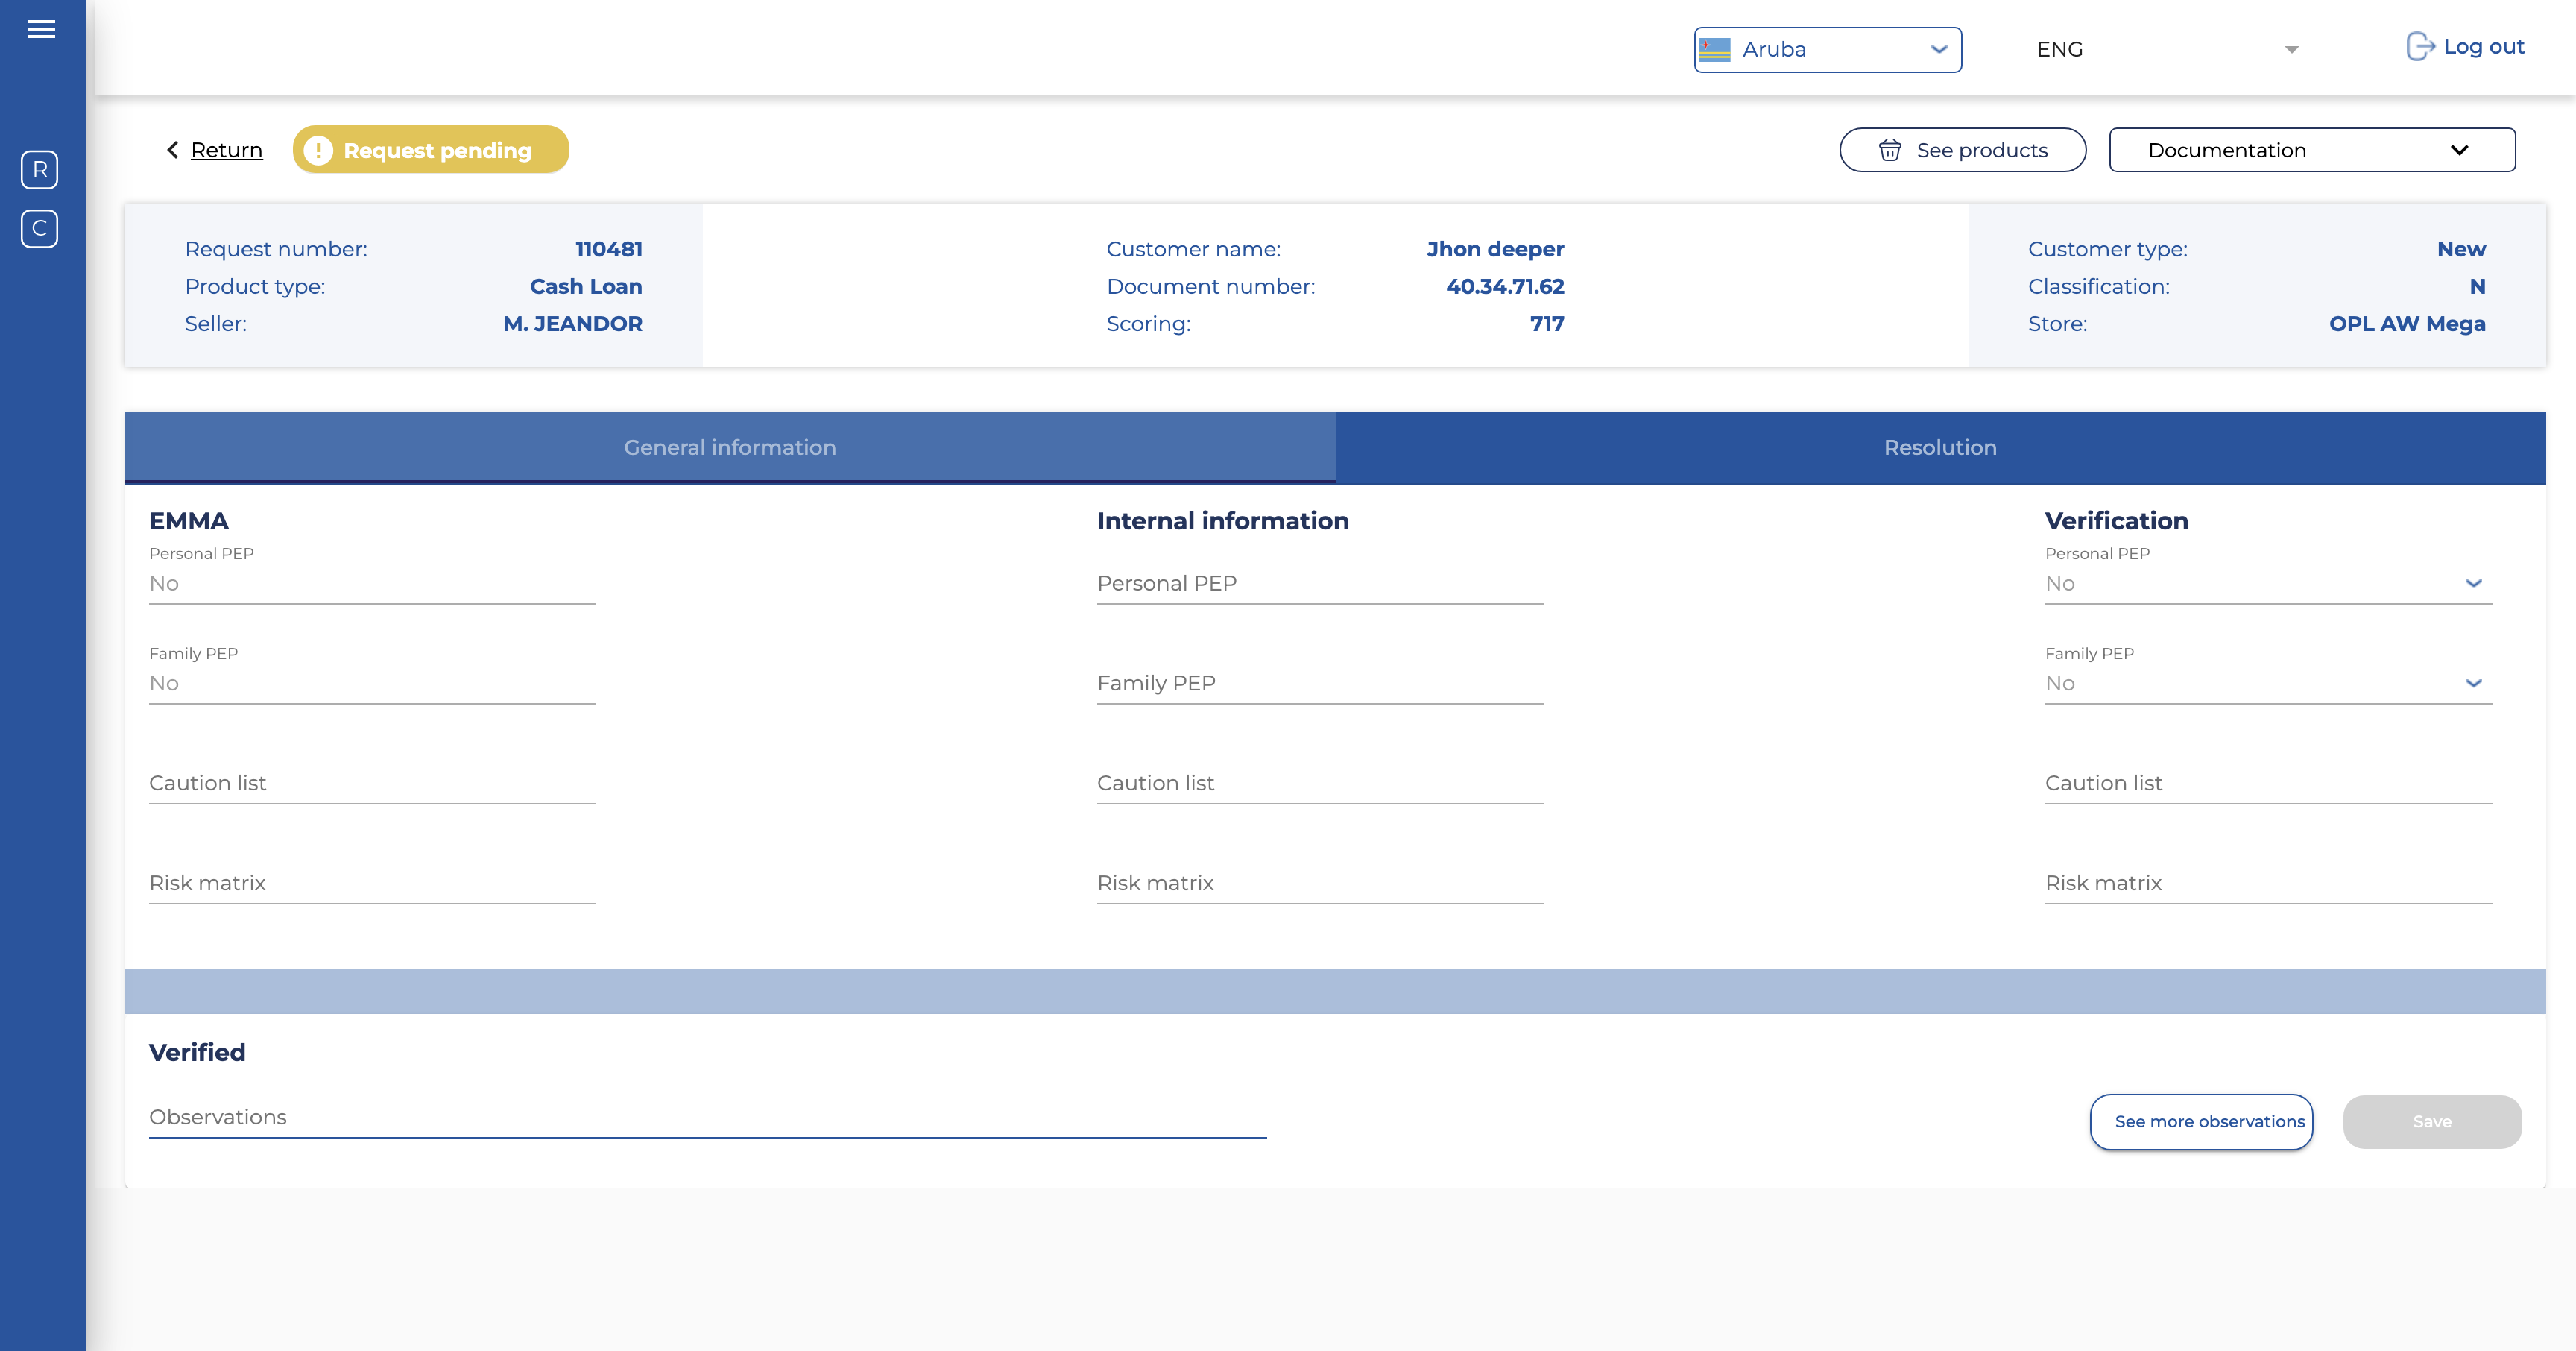 Aruba
ENG
Log out
R
C
Return
Request pending
See products
Documentation
Request number: 110481
Product type: Cash Loan
Seller: M. JEANDOR
Customer name: Jhon deeper
Document number: 40.34.71.62
Scoring: 717
Customer type: New
Classification: N
Store: OPL AW Mega
General information
Resolution
EMMA
Personal PEP
No
Family PEP
No
Caution list
Risk matrix
Internal information
Personal PEP
Family PEP
Caution list
Risk matrix
Verification
Personal PEP
No
Family PEP
No
Caution list
Risk matrix
Verified
Observations
See more observations
Save